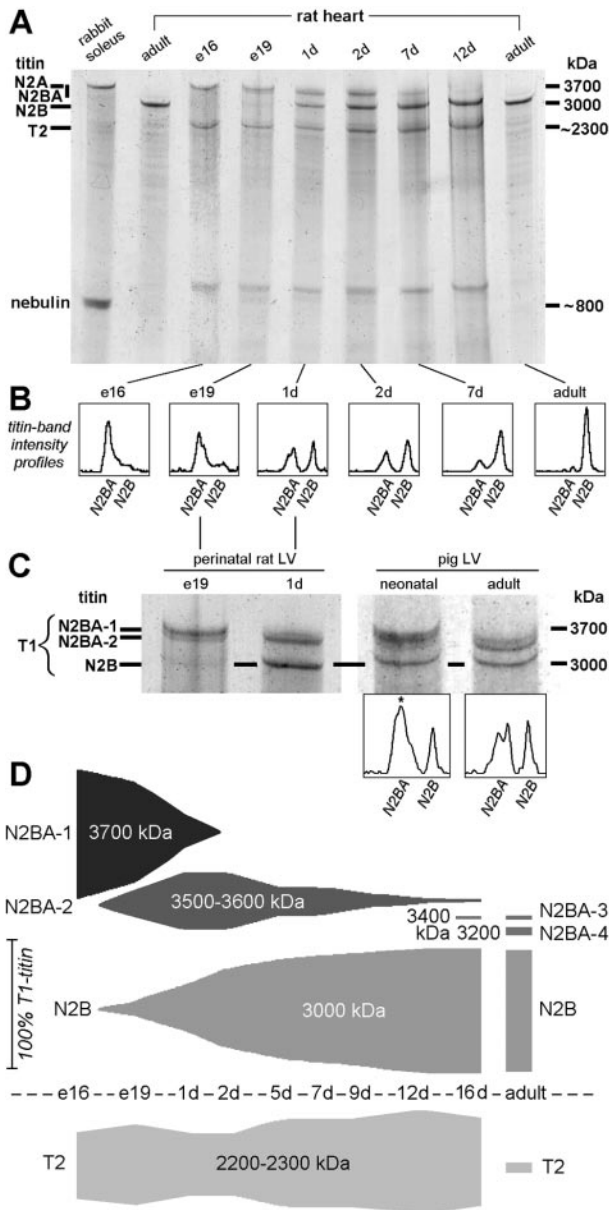 A
rat heart
rabbit soleus
adult
e16
e19
1d
2d
7d
12d
adult
titin
kDa
N2A
N2BA
N2B
T2
nebulin
3700
3000
~2300
~800
B
e16
e19
1d
2d
7d
adult
titin-band
intensity
profiles
N2BA N2B
N2BA N2B
N2BA N2B
N2BA N2B
N2BA N2B
N2BA N2B
C
perinatal rat LV
pig LV
titin
e19
1d
neonatal
adult
kDa
T1
N2BA-1
N2BA-2
N2B
3700
3000
*
N2BA N2B
N2BA N2B
D
N2BA-1
3700 kDa
N2BA-2
3500-3600 kDa
3400
kDa 3200
N2BA-3
N2BA-4
100% T1-titin
N2B
3000 kDa
N2B
e16 e19 1d 2d 5d 7d 9d 12d 16d adult
T2
2200-2300 kDa
T2